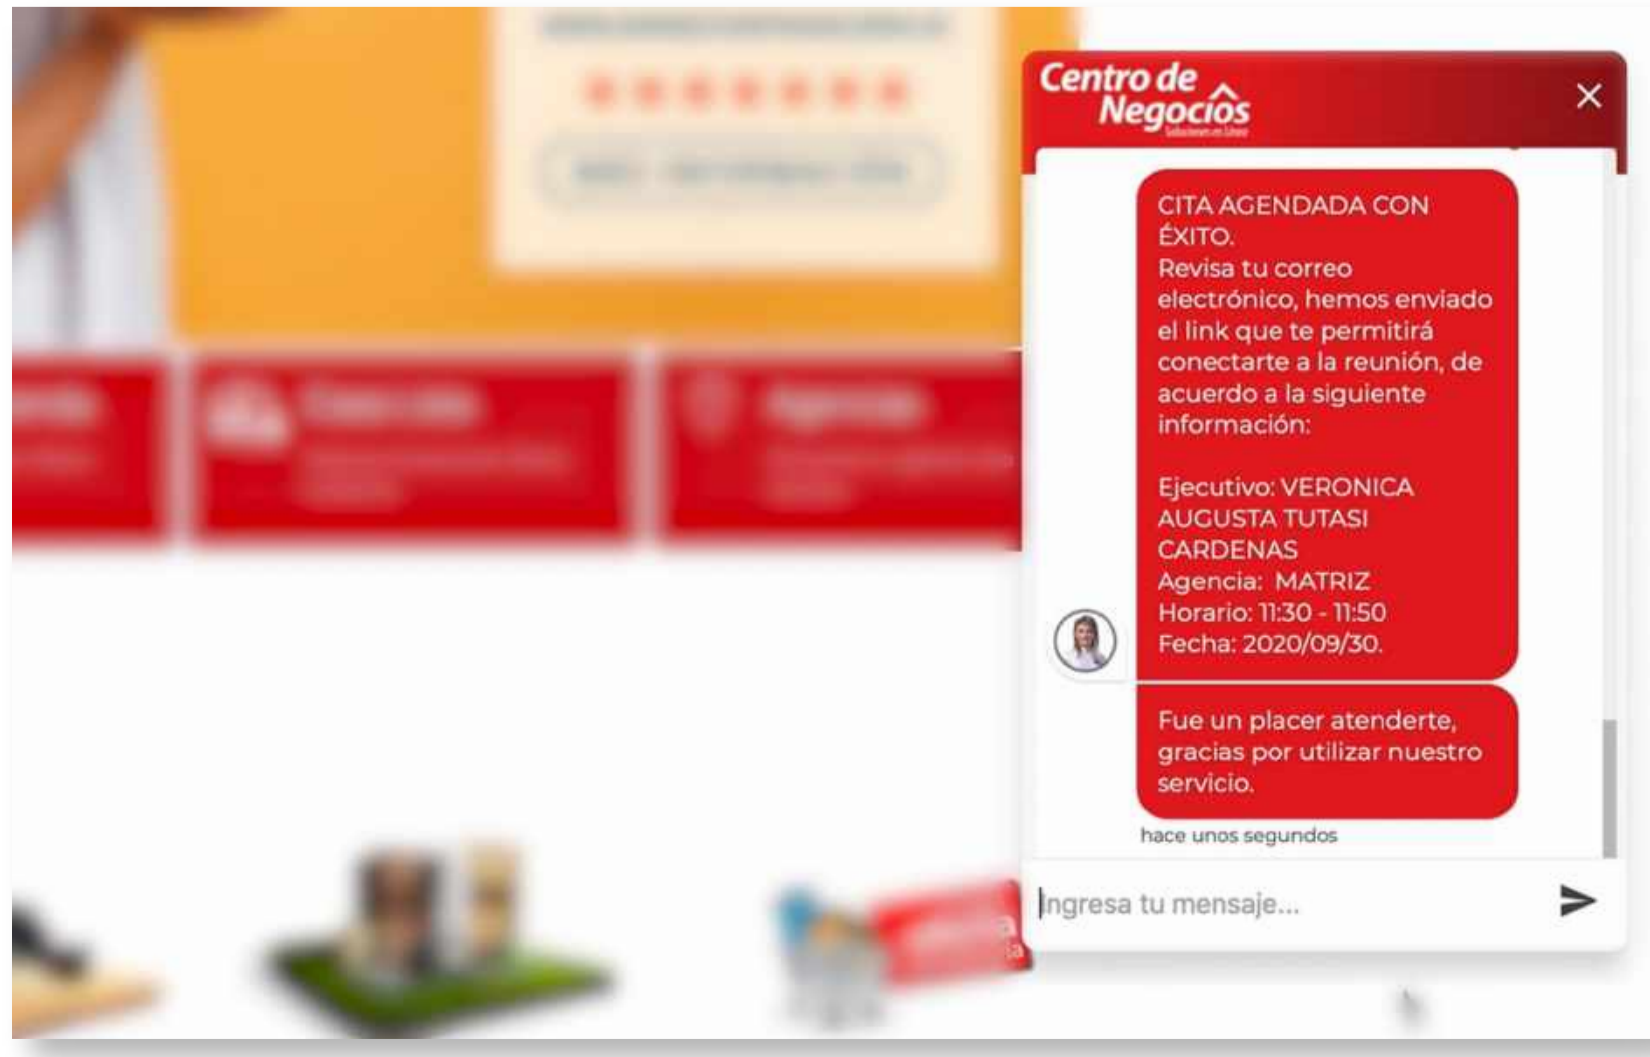 Centro de
Negocios
Soluciones en Línea
CITA AGENDADA CON
ÉXITO.
Revisa tu correo
electrónico, hemos enviado
el link que te permitirá
conectarte a la reunión, de
acuerdo a la siguiente
información:
Ejecutivo: VERONICA
AUGUSTA TUTASI
CARDENAS
Agencia: MATRIZ
Horario: 11:30 - 11:50
Fecha: 2020/09/30.
Fue un placer atenderte,
gracias por utilizar nuestro
servicio.
hace unos segundos
Ingresa tu mensaje...